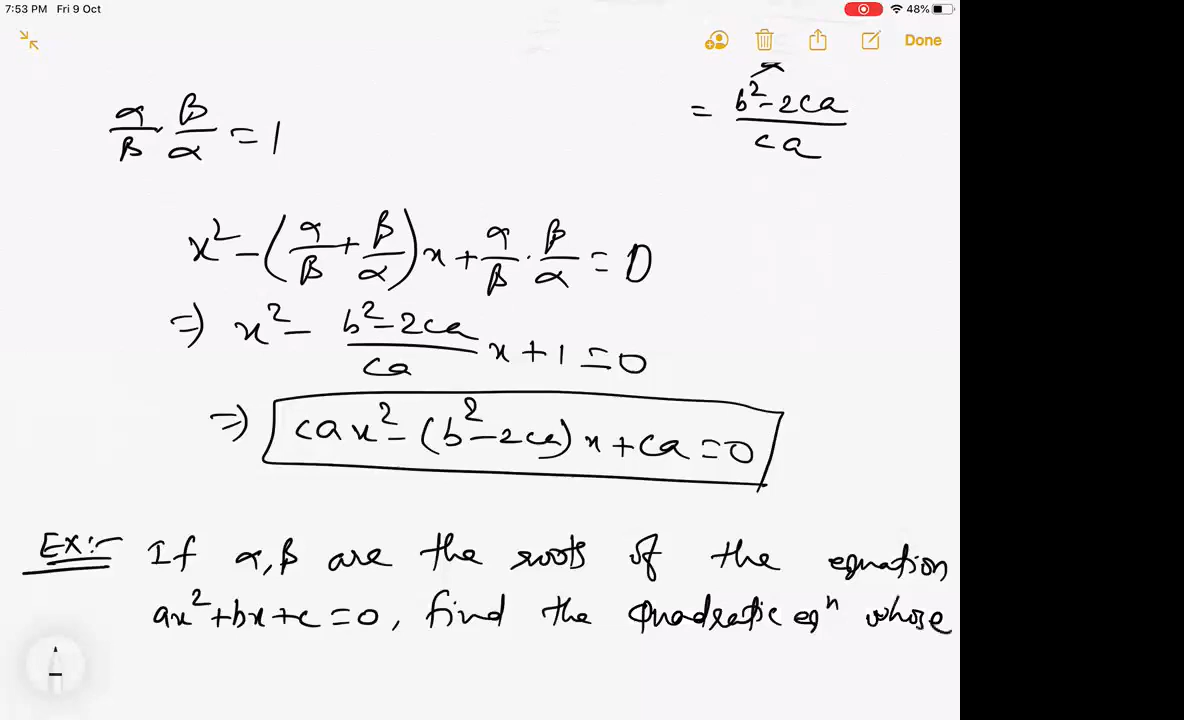 7:53 PM Fri 9 Oct
48%
Done
α/β · β/α = 1
= (b² - 2ca)/ca
x² - (α/β + β/α)x + α/β · β/α = 0
⇒ x² - (b² - 2ca)/ca x + 1 = 0
⇒ cax² - (b² - 2ca)x + ca = 0
EX:- If α, β are the roots of the equation
ax² + bx + c = 0, find the quadratic eqⁿ whose